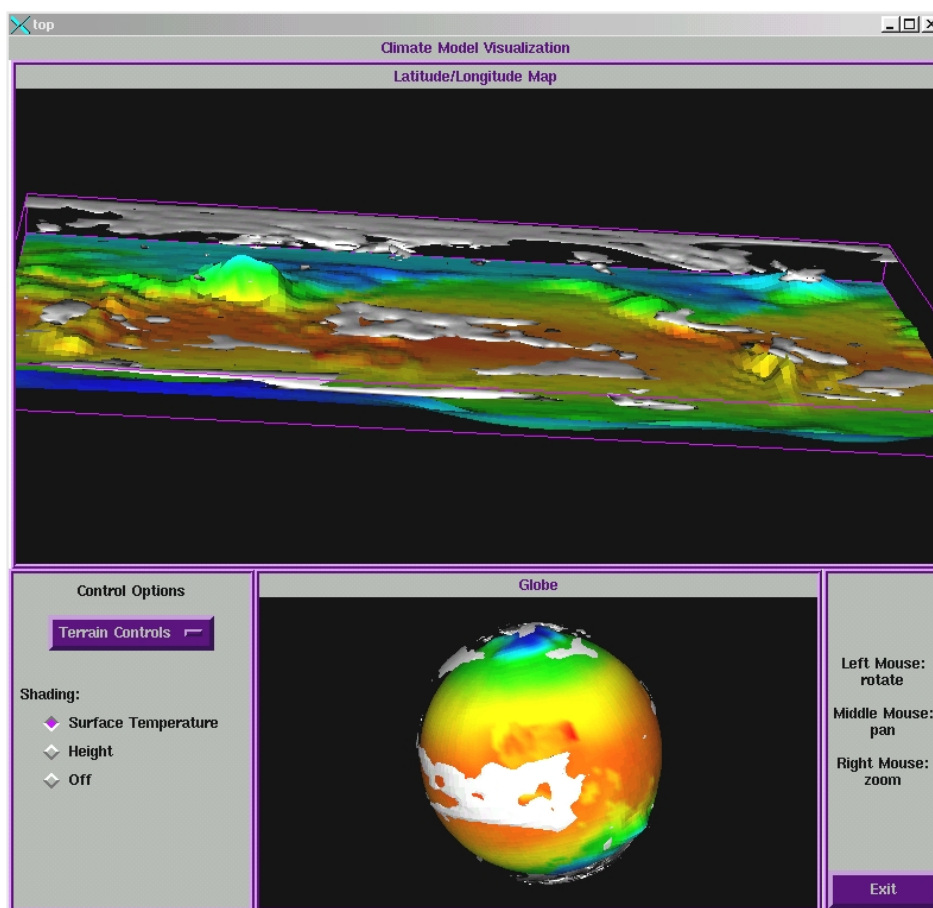 top
Climate Model Visualization
Latitude/Longitude Map
Control Options
Terrain Controls
Shading:
Surface Temperature
Height
Off
Globe
Left Mouse:
rotate
Middle Mouse:
pan
Right Mouse:
zoom
Exit